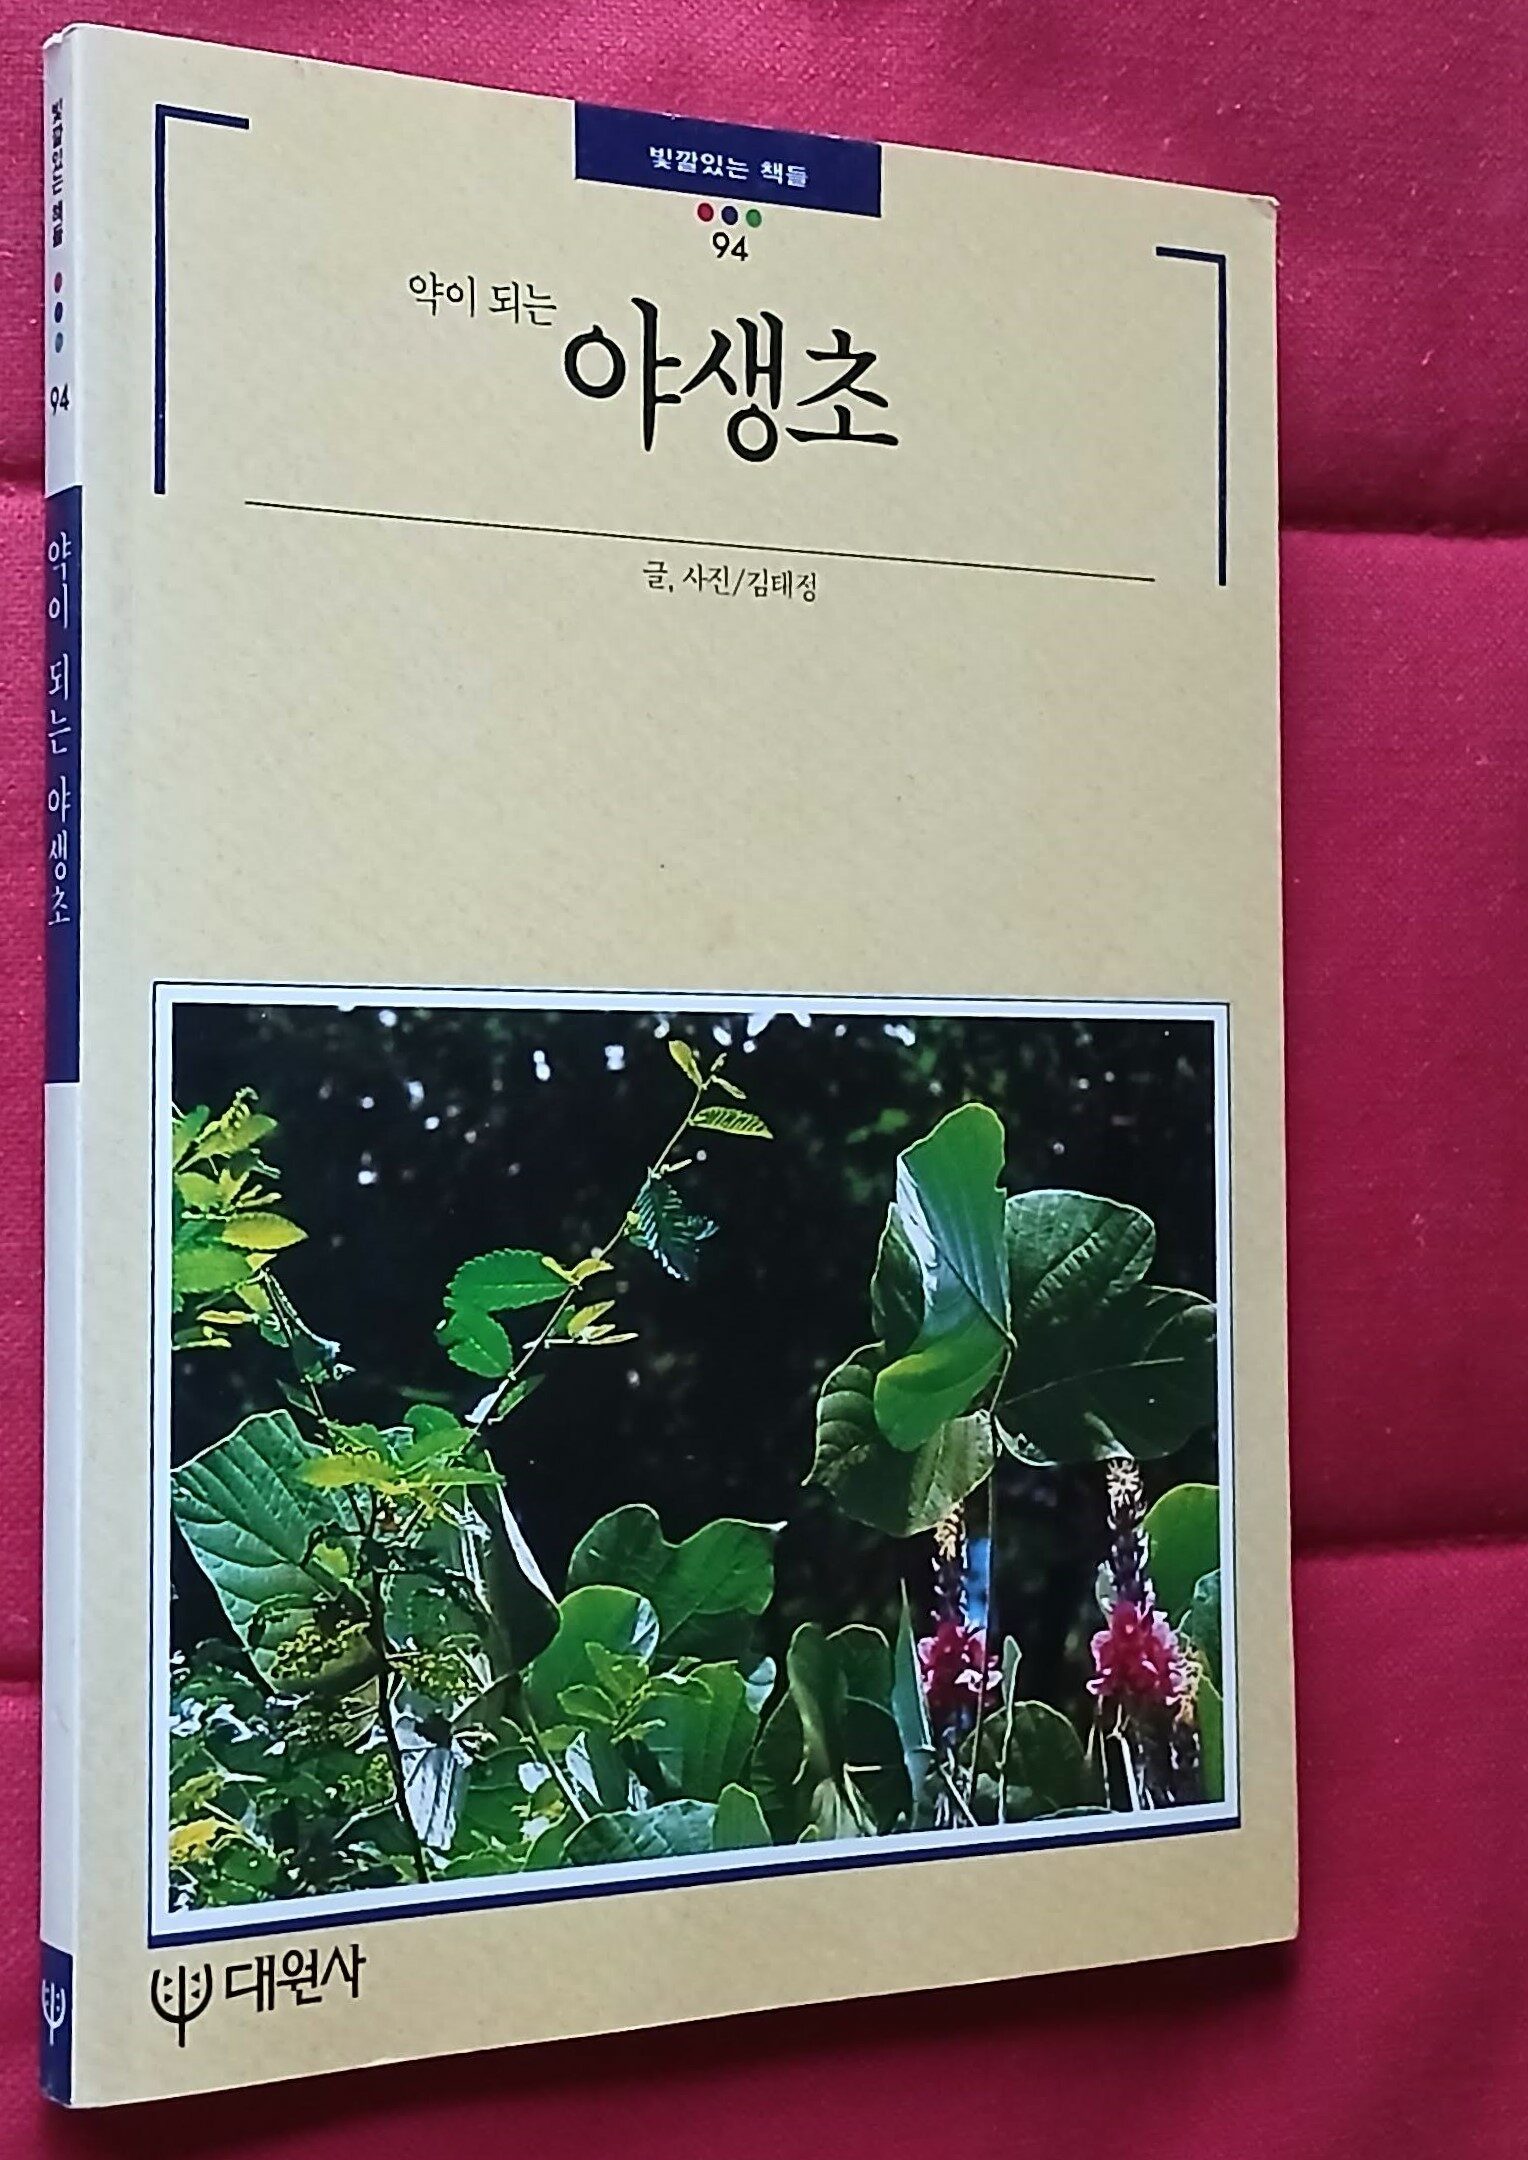 빛깔있는 책들
94
약이 되는
야생초
글, 사진/김태정
대원사
빛깔있는 책들
94
약이 되는 야생초